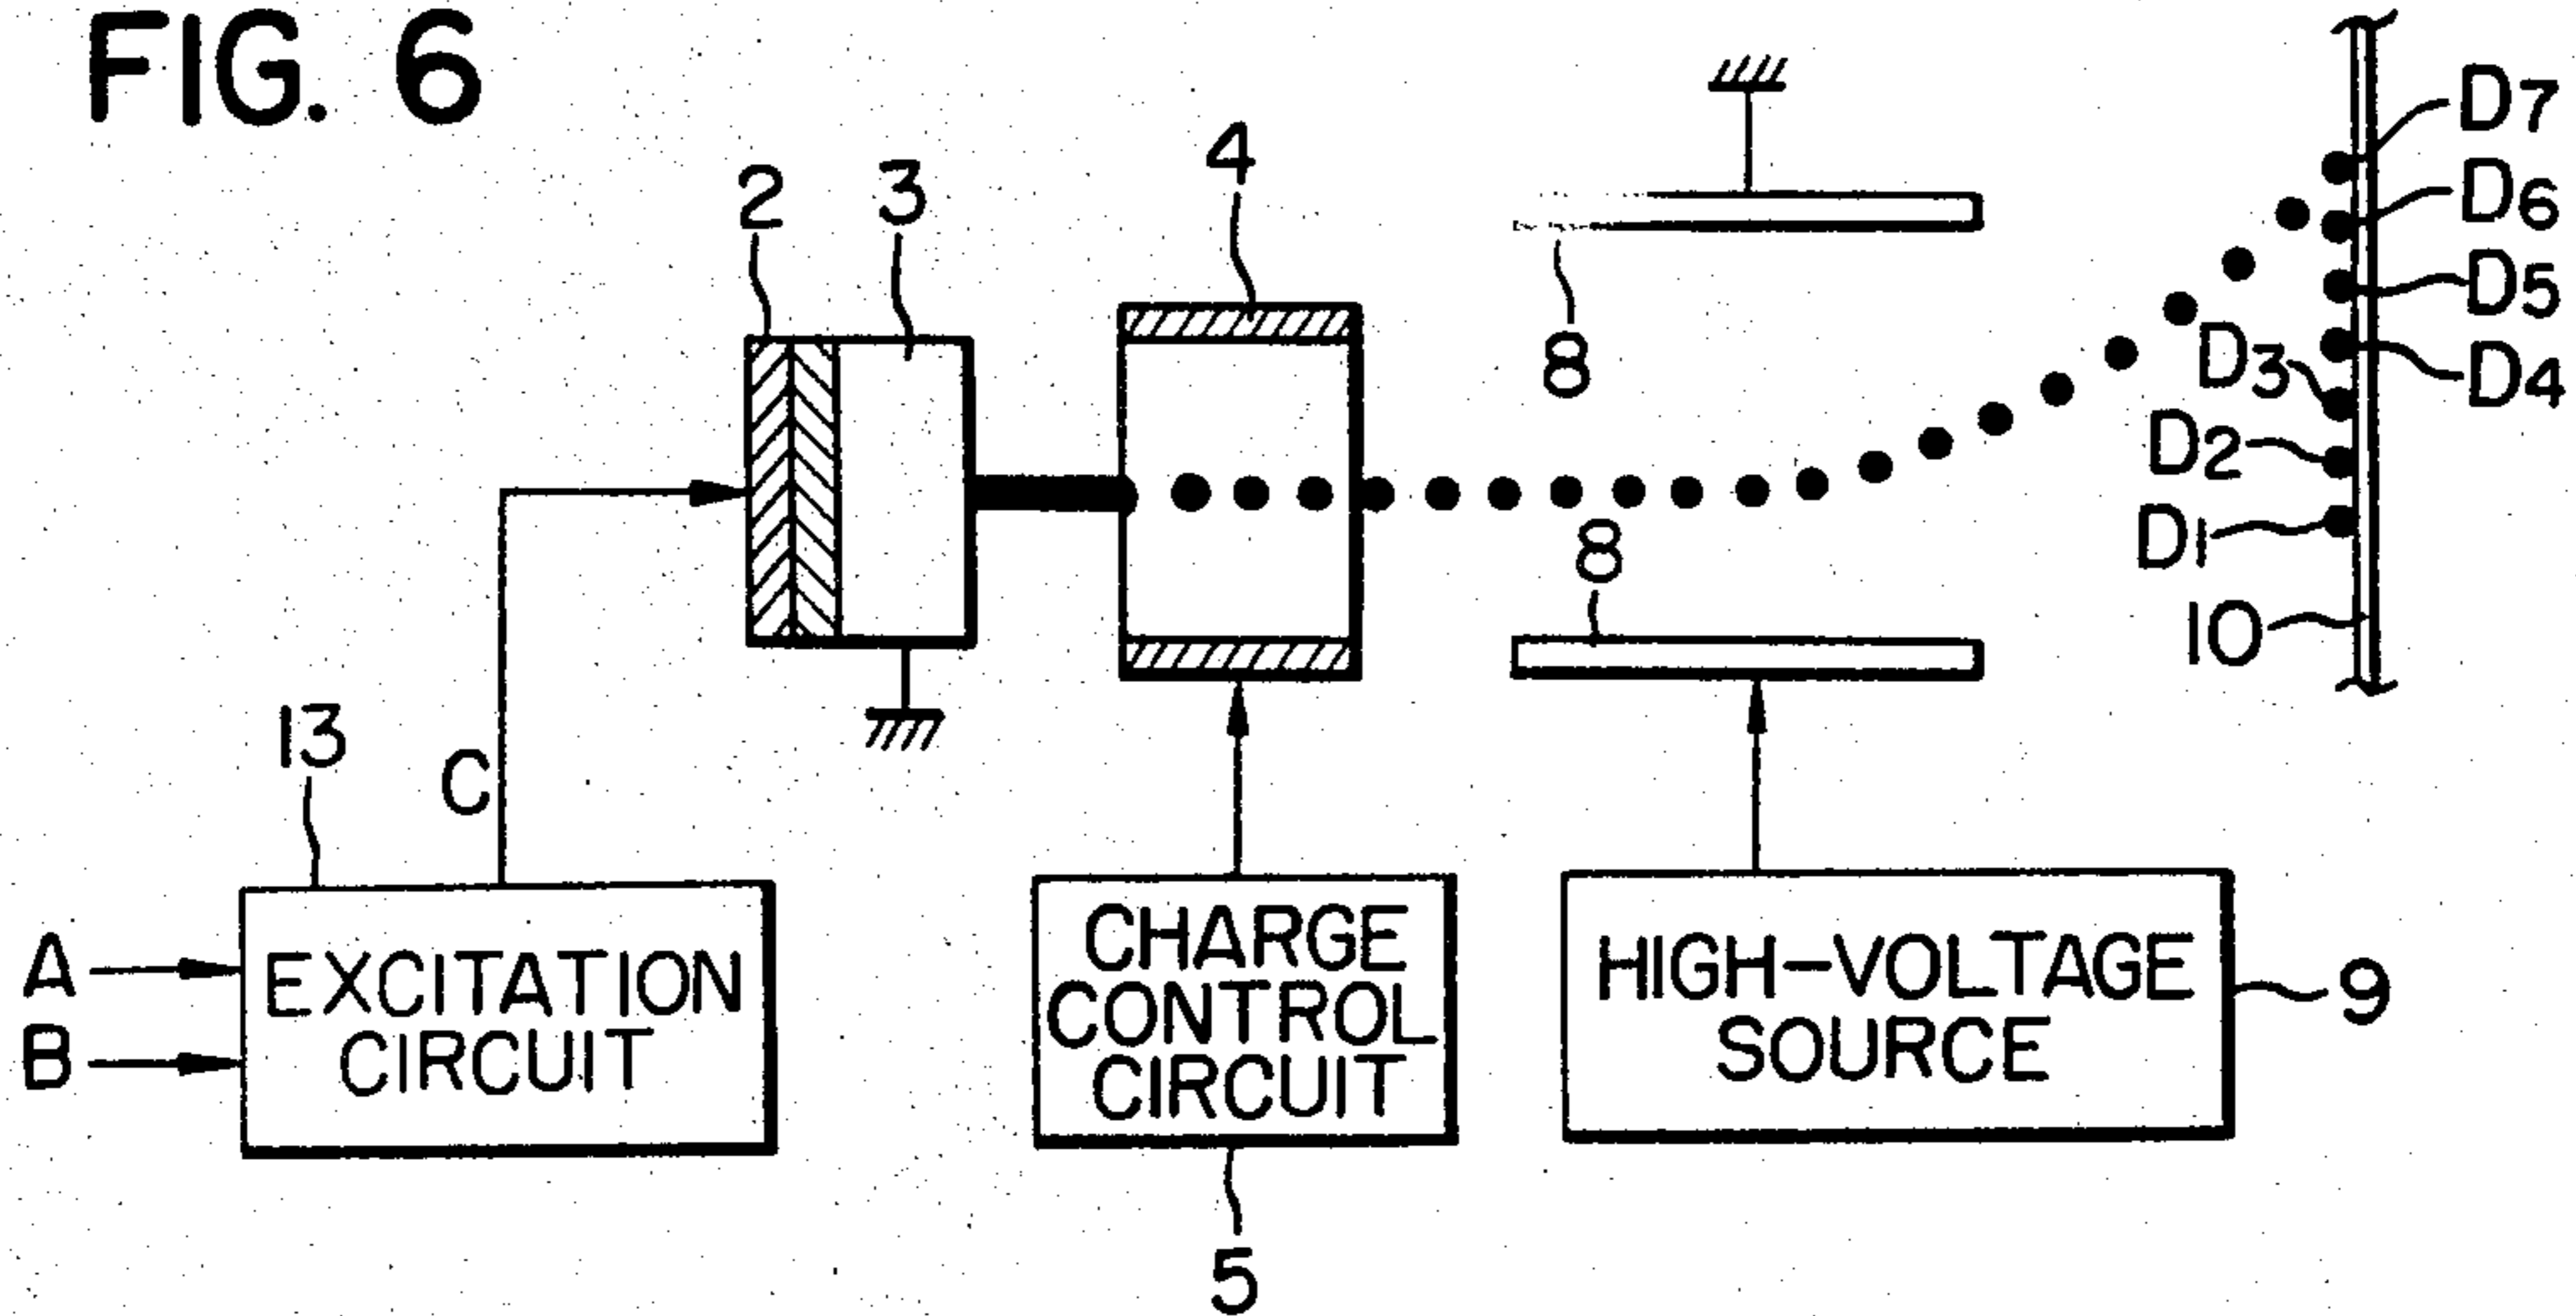 FIG. 6
D7
D6
D5
D4
D3
D2
D1
10
2
3
4
8
8
13
C
A
B
EXCITATION
CIRCUIT
CHARGE
CONTROL
CIRCUIT
5
HIGH-VOLTAGE
SOURCE
9